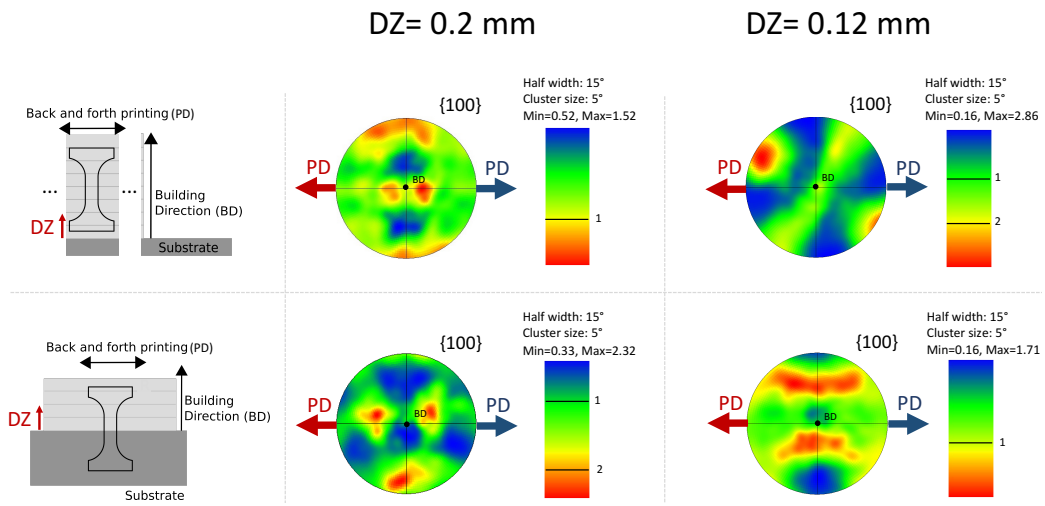 DZ= 0.2 mm
DZ= 0.12 mm
Back and forth printing (PD)
...
...
DZ
Building
Direction (BD)
Substrate
{100}
Half width: 15°
Cluster size: 5°
Min=0.52, Max=1.52
PD
BD
PD
1
{100}
Half width: 15°
Cluster size: 5°
Min=0.16, Max=2.86
PD
BD
PD
1
2
Back and forth printing (PD)
DZ
Building
Direction (BD)
Substrate
{100}
Half width: 15°
Cluster size: 5°
Min=0.33, Max=2.32
PD
BD
PD
1
2
{100}
Half width: 15°
Cluster size: 5°
Min=0.16, Max=1.71
PD
BD
PD
1